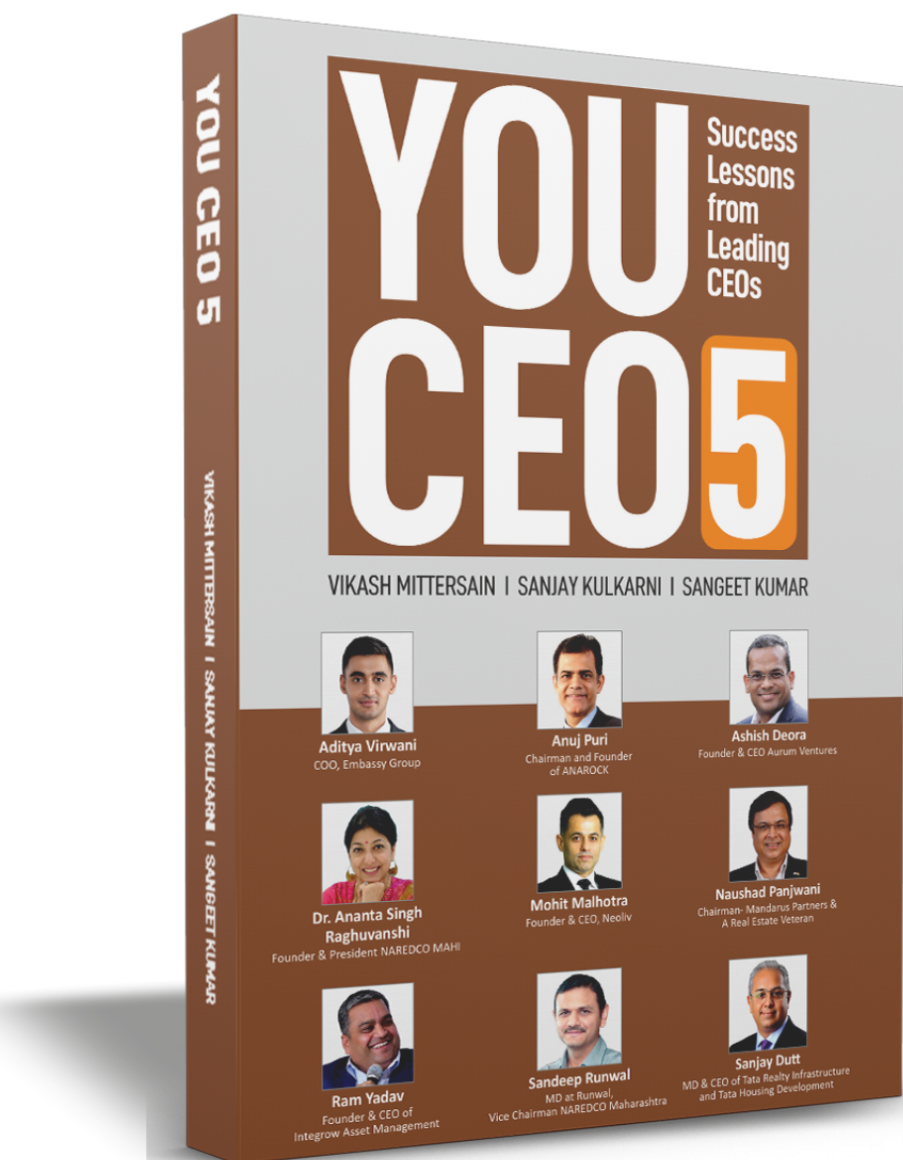 YOU CEO 5
VIKASH MITTERSAIN I SANJAY KULKARNI I SANGEET KUMAR
YOU
CEO5
Success
Lessons
from
Leading
CEOs
VIKASH MITTERSAIN I SANJAY KULKARNI I SANGEET KUMAR
Aditya Virwani
COO, Embassy Group
Anuj Puri
Chairman and Founder
of ANAROCK
Ashish Deora
Founder & CEO Aurum Ventures
Dr. Ananta Singh
Raghuvanshi
Founder & President NAREDCO MAHI
Mohit Malhotra
Founder & CEO, Neoliv
Naushad Panjwani
Chairman- Mandarus Partners &
A Real Estate Veteran
Ram Yadav
Founder & CEO of
Integrow Asset Management
Sandeep Runwal
MD at Runwal,
Vice Chairman NAREDCO Maharashtra
Sanjay Dutt
MD & CEO of Tata Realty Infrastructure
and Tata Housing Development